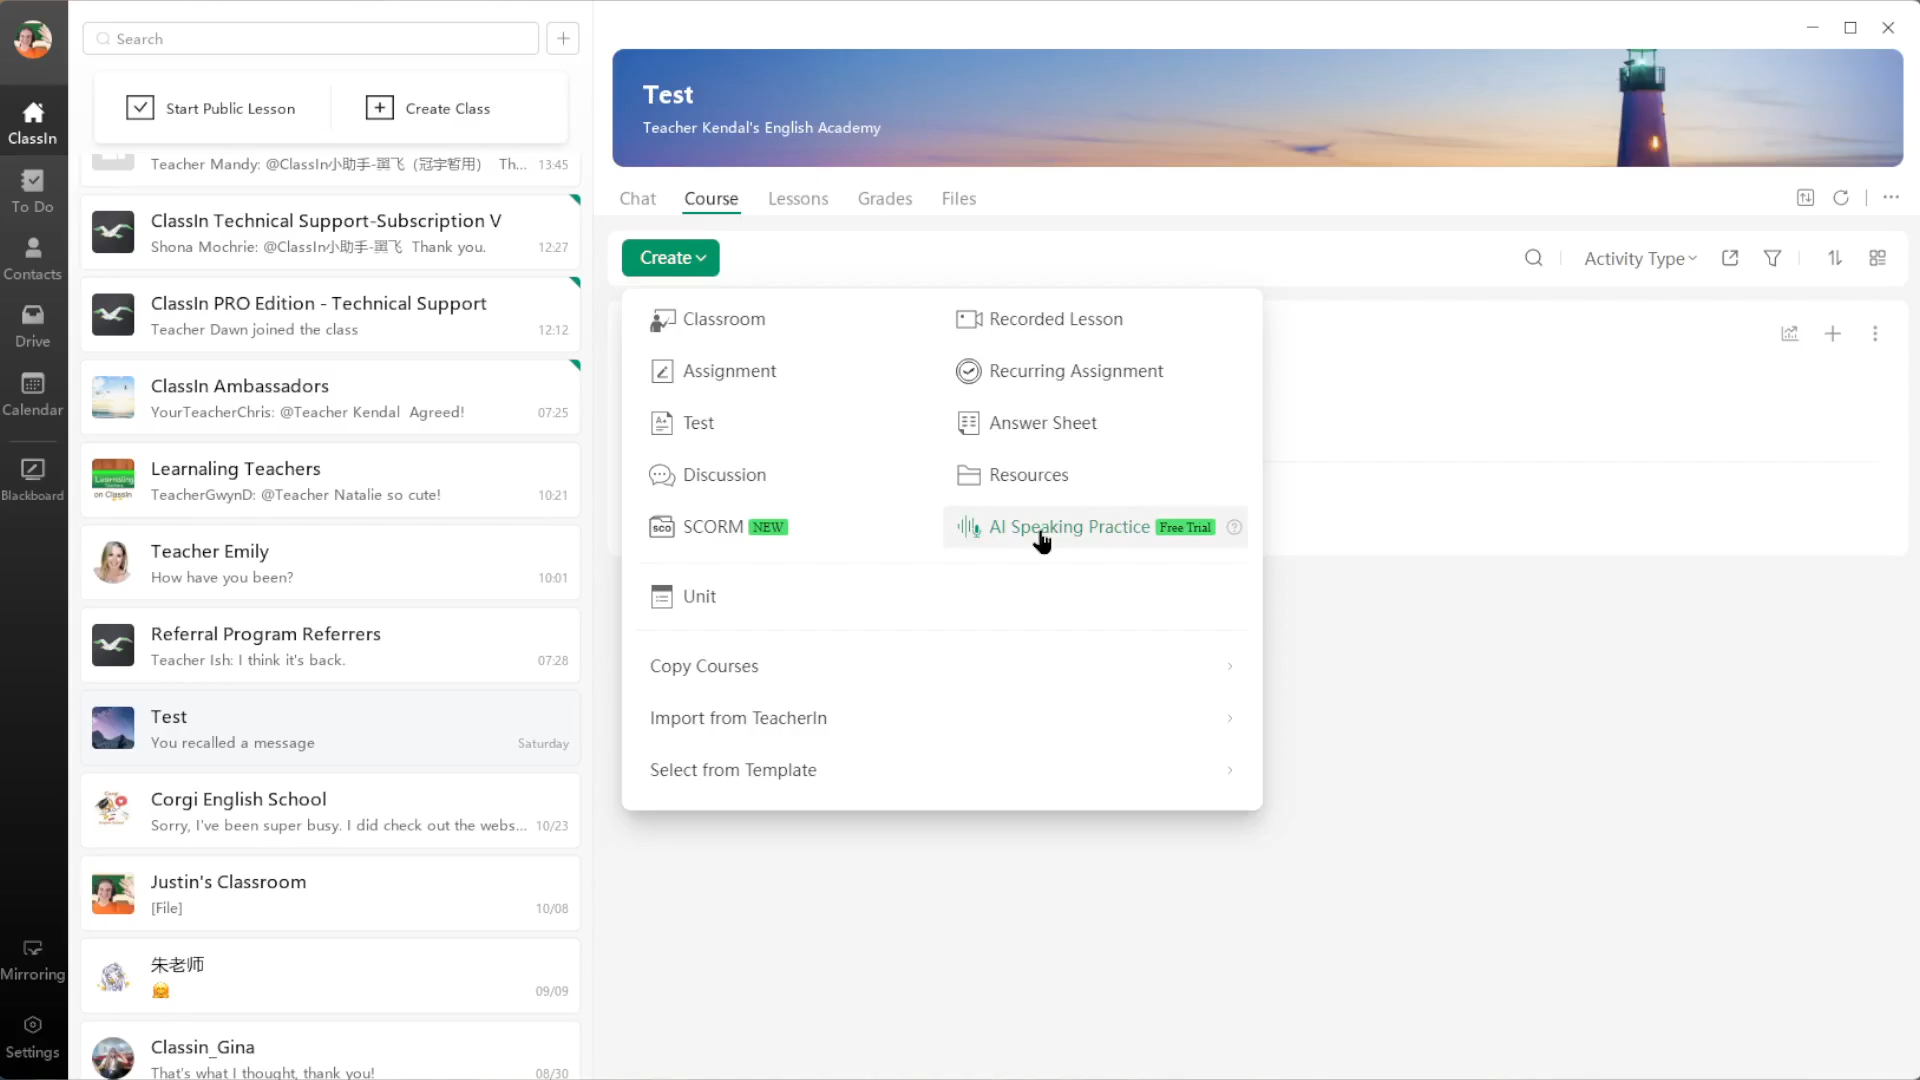 Search
Start Public Lesson
Create Class
ClassIn
To Do
Contacts
Drive
Calendar
Blackboard
Mirroring
Settings
Teacher Mandy: @ClassIn小助手-翼飞 (冠宇暂用) Th... 13:45
ClassIn Technical Support-Subscription V
Shona Mochrie: @ClassIn小助手-翼飞 Thank you. 12:27
ClassIn PRO Edition - Technical Support
Teacher Dawn joined the class 12:12
ClassIn Ambassadors
YourTeacherChris: @Teacher Kendal Agreed! 07:25
Learnaling Teachers
TeacherGwynD: @Teacher Natalie so cute! 10:21
Teacher Emily
How have you been? 10:01
Referral Program Referrers
Teacher Ish: I think it's back. 07:28
Test
You recalled a message Saturday
Corgi English School
Sorry, I've been super busy. I did check out the webs... 10/23
Justin's Classroom
[File] 10/08
朱老师
09/09
Classin_Gina
That's what I thought, thank you! 08/30
Test
Teacher Kendal's English Academy
Chat Course Lessons Grades Files
Create
Activity Type
Classroom
Recorded Lesson
Assignment
Recurring Assignment
Test
Answer Sheet
Discussion
Resources
SCO
SCORM NEW
AI Speaking Practice Free Trial
Unit
Copy Courses
Import from TeacherIn
Select from Template